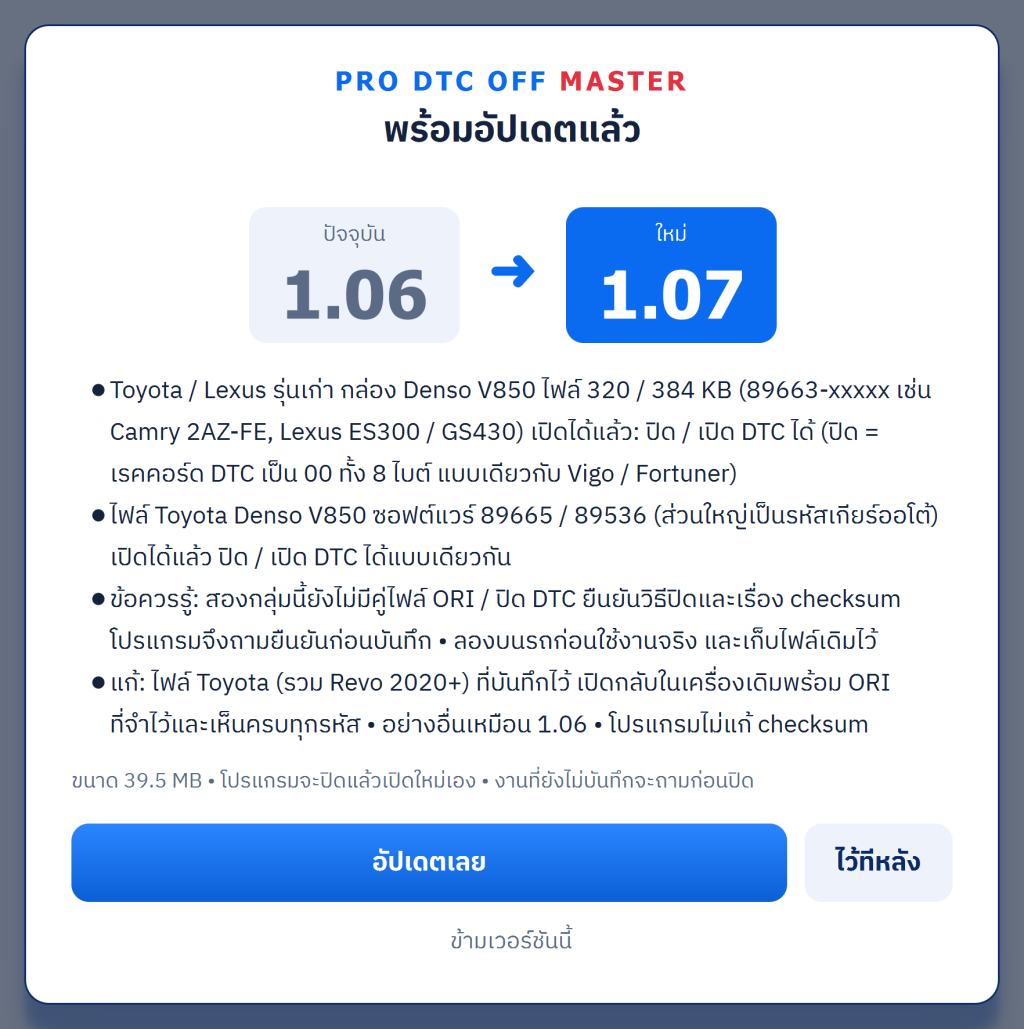 PRO DTC OFF MASTER
พร้อมอัปเดตแล้ว
ปัจจุบัน
1.06
➜
ใหม่
1.07
● Toyota / Lexus รุ่นเก่า กล่อง Denso V850 ไฟล์ 320 / 384 KB (89663-xxxxx เช่น
Camry 2AZ-FE, Lexus ES300 / GS430) เปิดได้แล้ว: ปิด / เปิด DTC ได้ (ปิด =
เรคคอร์ด DTC เป็น 00 ทั้ง 8 ไบต์ แบบเดียวกับ Vigo / Fortuner)
● ไฟล์ Toyota Denso V850 ซอฟต์แวร์ 89665 / 89536 (ส่วนใหญ่เป็นรหัสเกียร์ออโต้)
เปิดได้แล้ว ปิด / เปิด DTC ได้แบบเดียวกัน
● ข้อควรรู้: สองกลุ่มนี้ยังไม่มีคู่ไฟล์ ORI / ปิด DTC ยืนยันวิธีปิดและเรื่อง checksum
โปรแกรมจึงถามยืนยันก่อนบันทึก • ลองบนรถก่อนใช้งานจริง และเก็บไฟล์เดิมไว้
● แก้: ไฟล์ Toyota (รวม Revo 2020+) ที่บันทึกไว้ เปิดกลับในเครื่องเดิมพร้อม ORI
ที่จำไว้และเห็นครบทุกรหัส • อย่างอื่นเหมือน 1.06 • โปรแกรมไม่แก้ checksum
ขนาด 39.5 MB • โปรแกรมจะปิดแล้วเปิดใหม่เอง • งานที่ยังไม่บันทึกจะถามก่อนปิด
อัปเดตเลย
ไว้ทีหลัง
ข้ามเวอร์ชันนี้